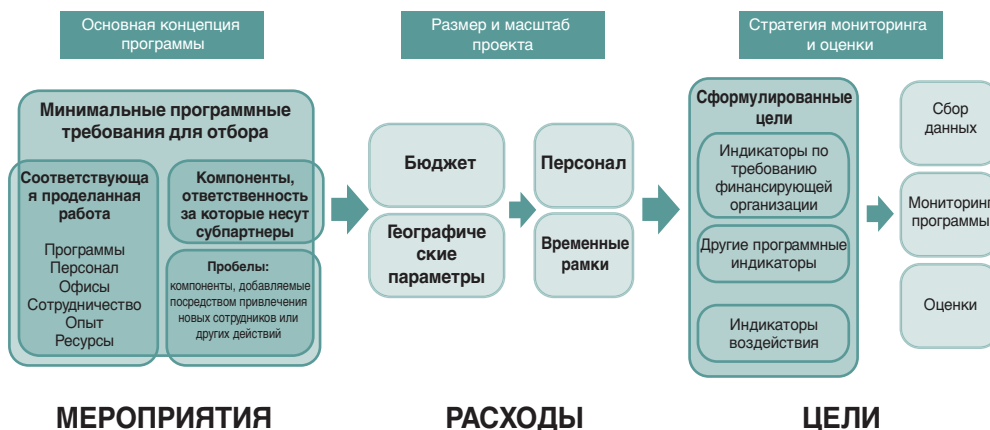 Основная концепция
программы
Размер и масштаб
проекта
Стратегия мониторинга
и оценки
Минимальные программные
требования для отбора
Соответствующа
я проделанная
работа
Программы
Персонал
Офисы
Сотрудничество
Опыт
Ресурсы
Компоненты,
ответственность
за которые несут
субпартнеры
Пробелы:
компоненты, добавляемые
посредством привлечения
новых сотрудников или
других действий
Бюджет
Персонал
Географиче
ские
параметры
Временные
рамки
Сформулированные
цели
Индикаторы по
требованию
финансирующей
организации
Другие программные
индикаторы
Индикаторы
воздействия
Сбор
данных
Мониторинг
программы
Оценки
МЕРОПРИЯТИЯ
РАСХОДЫ
ЦЕЛИ